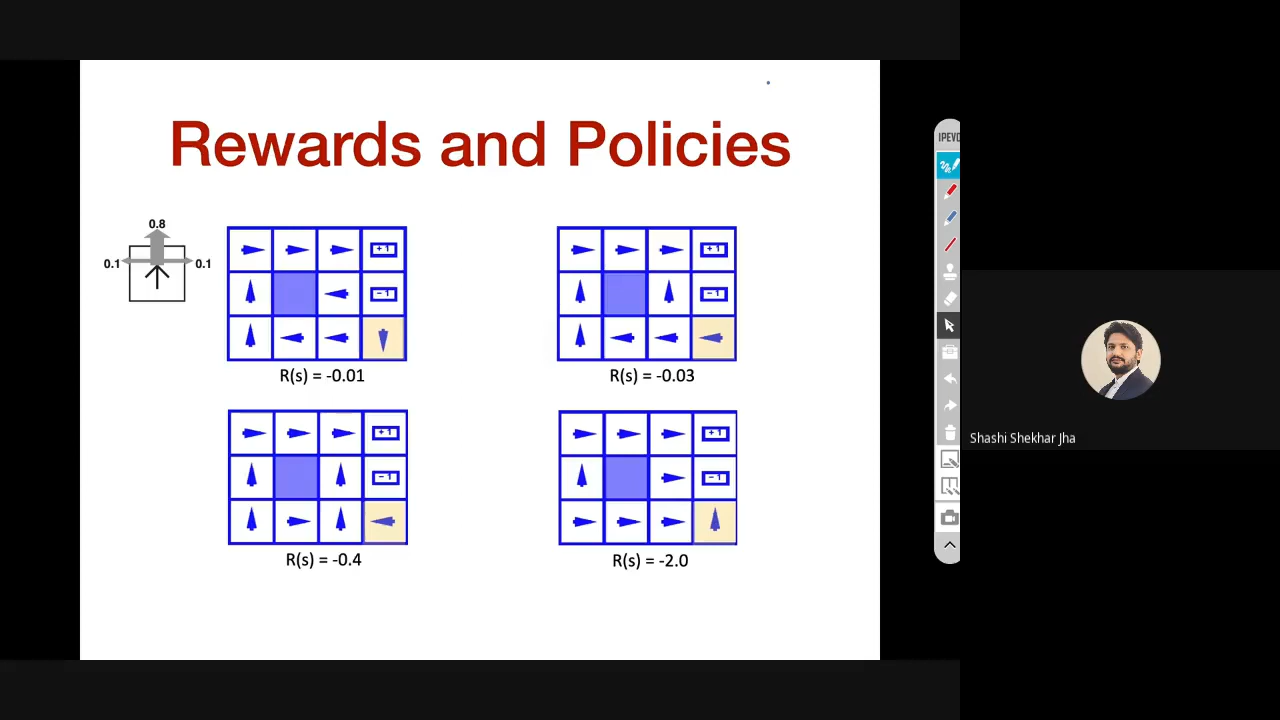 Rewards and Policies
0.8
0.1
0.1
+1
-1
R(s) = -0.01
+1
-1
R(s) = -0.03
+1
-1
R(s) = -0.4
+1
-1
R(s) = -2.0
IPEVO
Shashi Shekhar Jha